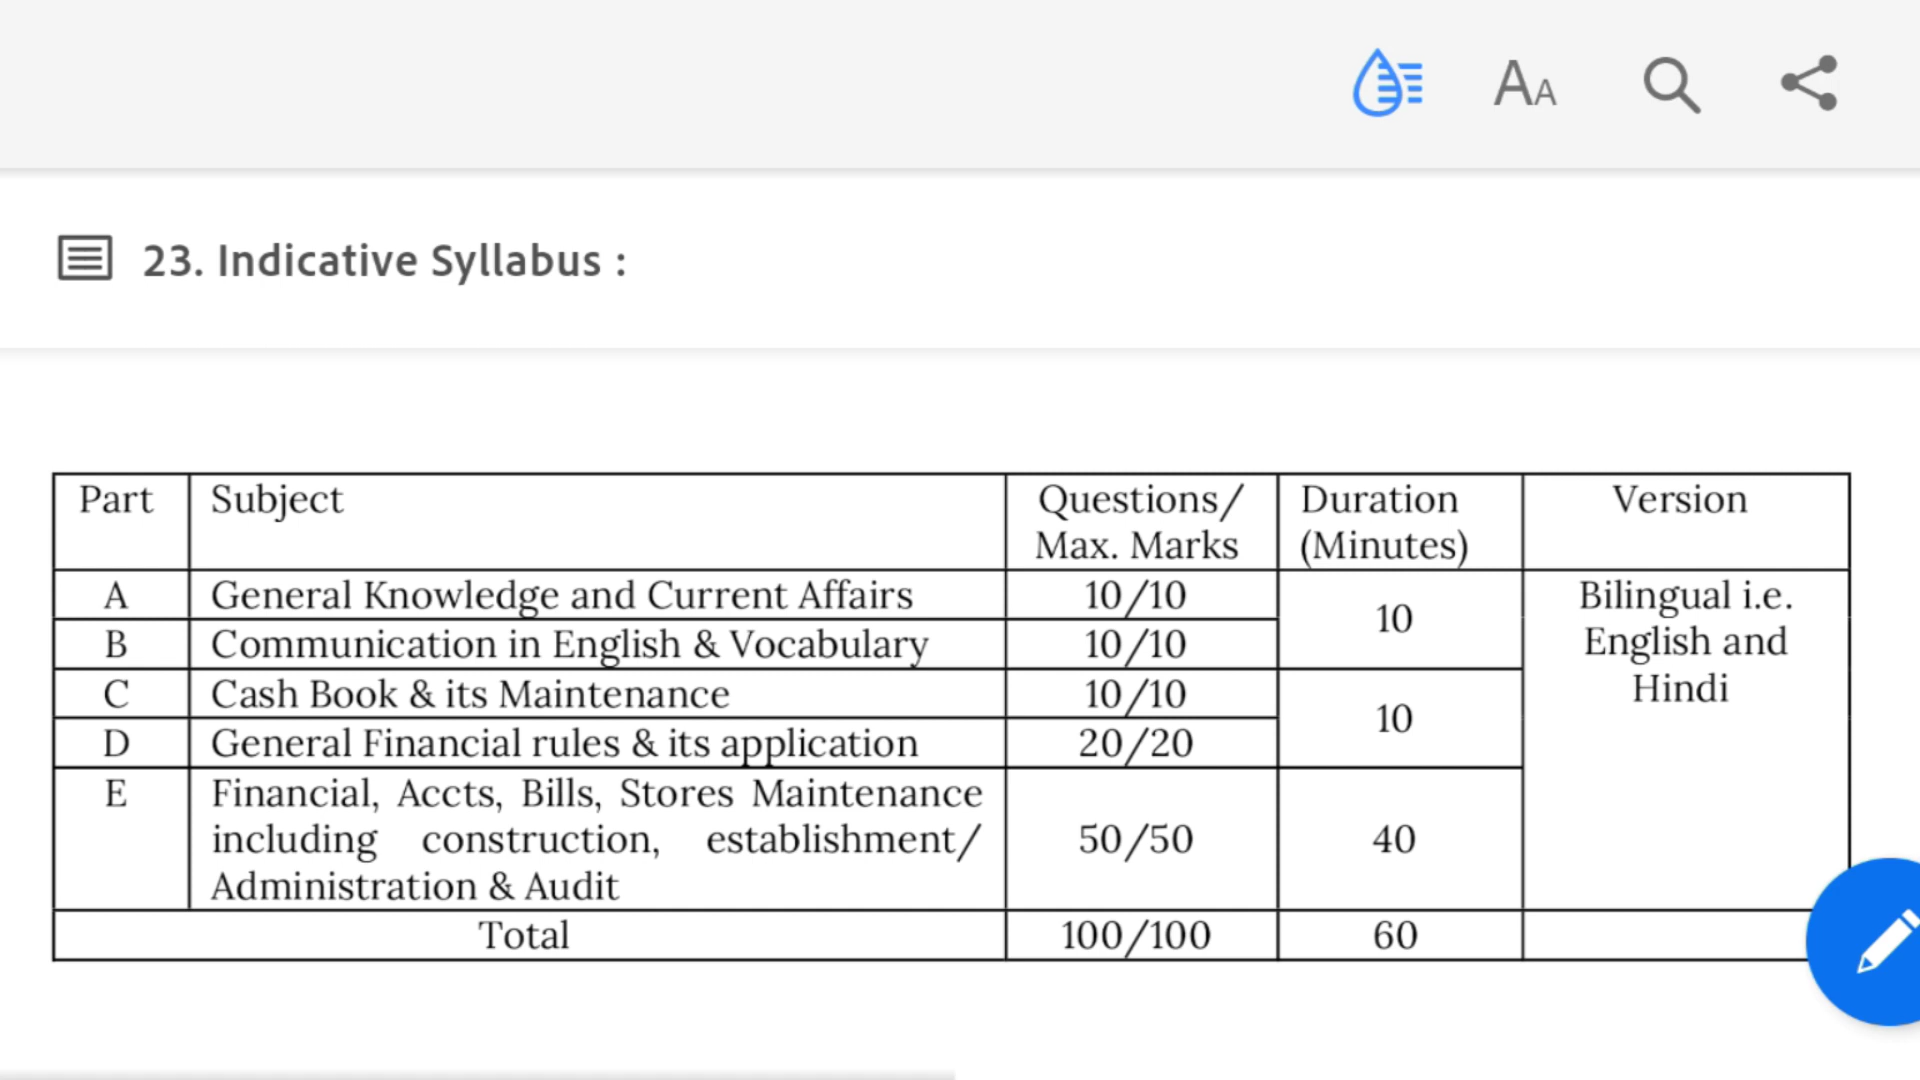 AA
23. Indicative Syllabus :
Part Subject Questions/ Duration Version
Max. Marks (Minutes)
A General Knowledge and Current Affairs 10/10 10 Bilingual i.e.
B Communication in English & Vocabulary 10/10 English and
C Cash Book & its Maintenance 10/10 10 Hindi
D General Financial rules & its application 20/20
E Financial, Accts, Bills, Stores Maintenance
including construction, establishment/ 50/50 40
Administration & Audit
Total 100/100 60